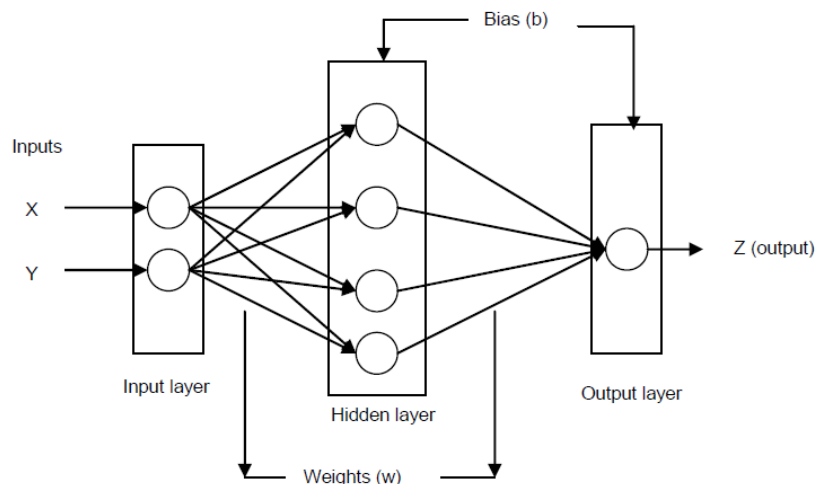 Bias (b)
Inputs
X
Y
Z (output)
Input layer
Hidden layer
Output layer
Weights (w)